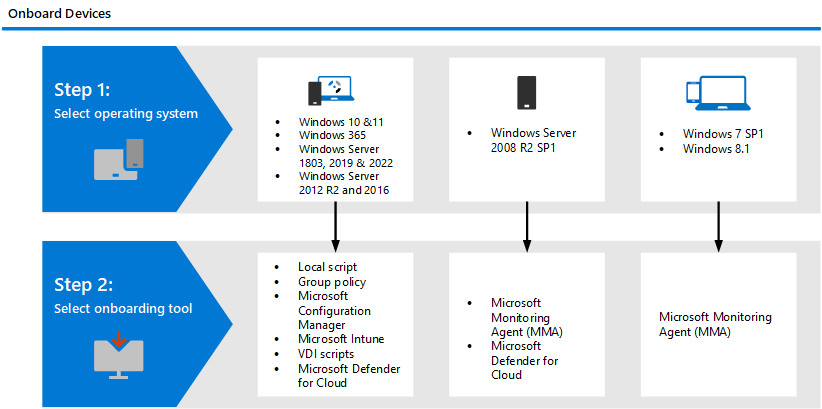 Onboard Devices
Step 1:
Select operating system
• Windows 10 &11
• Windows 365
• Windows Server
1803, 2019 & 2022
• Windows Server
2012 R2 and 2016
• Windows Server
2008 R2 SP1
• Windows 7 SP1
• Windows 8.1
Step 2:
Select onboarding tool
• Local script
• Group policy
• Microsoft
Configuration
Manager
• Microsoft Intune
• VDI scripts
• Microsoft Defender
for Cloud
• Microsoft
Monitoring
Agent (MMA)
• Microsoft
Defender for
Cloud
Microsoft Monitoring
Agent (MMA)